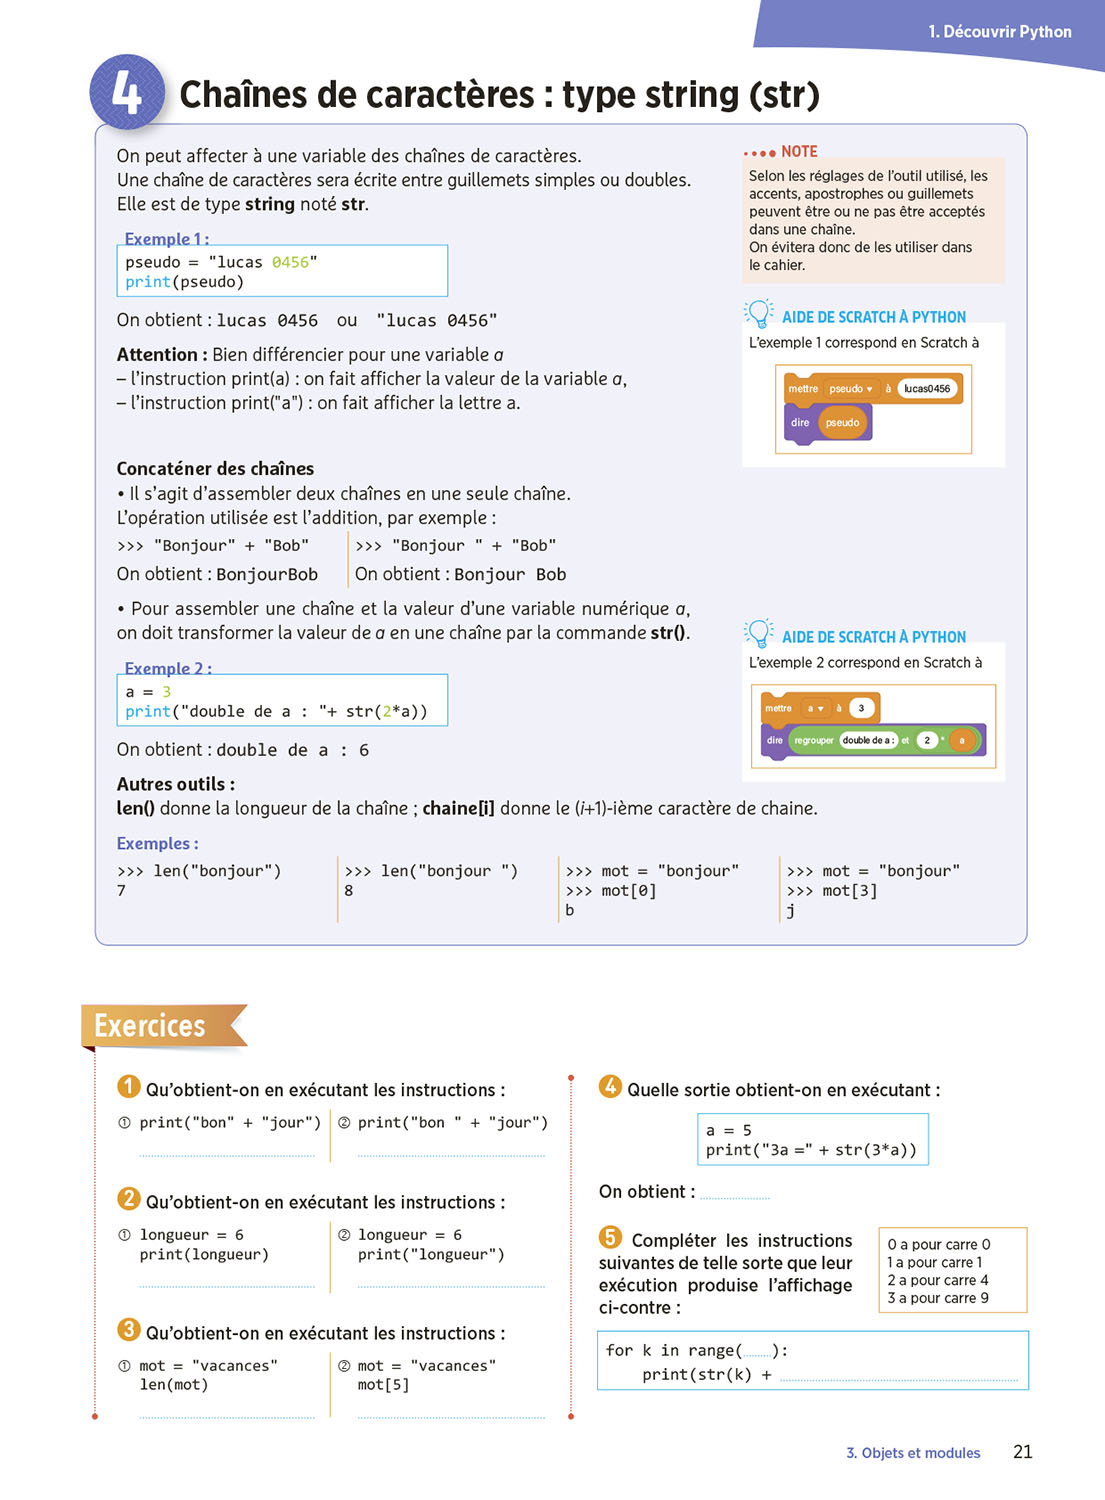 1. Découvrir Python
4 Chaînes de caractères : type string (str)
On peut affecter à une variable des chaînes de caractères.
Une chaîne de caractères sera écrite entre guillemets simples ou doubles.
Elle est de type string noté str.
Exemple 1 :
pseudo = "lucas 0456"
print(pseudo)
On obtient : lucas 0456 ou "lucas 0456"
Attention : Bien différencier pour une variable a
– l'instruction print(a) : on fait afficher la valeur de la variable a,
– l'instruction print("a") : on fait afficher la lettre a.
NOTE
Selon les réglages de l'outil utilisé, les
accents, apostrophes ou guillemets
peuvent être ou ne pas être acceptés
dans une chaîne.
On évitera donc de les utiliser dans
le cahier.
AIDE DE SCRATCH À PYTHON
L'exemple 1 correspond en Scratch à
mettre pseudo ▾ à lucas0456
dire pseudo
Concaténer des chaînes
• Il s'agit d'assembler deux chaînes en une seule chaîne.
L'opération utilisée est l'addition, par exemple :
>>> "Bonjour" + "Bob"
On obtient : BonjourBob
>>> "Bonjour " + "Bob"
On obtient : Bonjour Bob
• Pour assembler une chaîne et la valeur d'une variable numérique a,
on doit transformer la valeur de a en une chaîne par la commande str().
Exemple 2 :
a = 3
print("double de a : "+ str(2*a))
On obtient : double de a : 6
AIDE DE SCRATCH À PYTHON
L'exemple 2 correspond en Scratch à
mettre a ▾ à 3
dire regrouper double de a : et 2 * a
Autres outils :
len() donne la longueur de la chaîne ; chaine[i] donne le (i+1)-ième caractère de chaine.
Exemples :
>>> len("bonjour")
7
>>> len("bonjour ")
8
>>> mot = "bonjour"
>>> mot[0]
b
>>> mot = "bonjour"
>>> mot[3]
j
Exercices
1 Qu'obtient-on en exécutant les instructions :
① print("bon" + "jour")
② print("bon " + "jour")
2 Qu'obtient-on en exécutant les instructions :
① longueur = 6
print(longueur)
② longueur = 6
print("longueur")
3 Qu'obtient-on en exécutant les instructions :
① mot = "vacances"
len(mot)
② mot = "vacances"
mot[5]
4 Quelle sortie obtient-on en exécutant :
a = 5
print("3a =" + str(3*a))
On obtient : ..........
5 Compléter les instructions
suivantes de telle sorte que leur
exécution produise l'affichage
ci-contre :
0 a pour carre 0
1 a pour carre 1
2 a pour carre 4
3 a pour carre 9
for k in range(......):
print(str(k) + ..........
3. Objets et modules 21